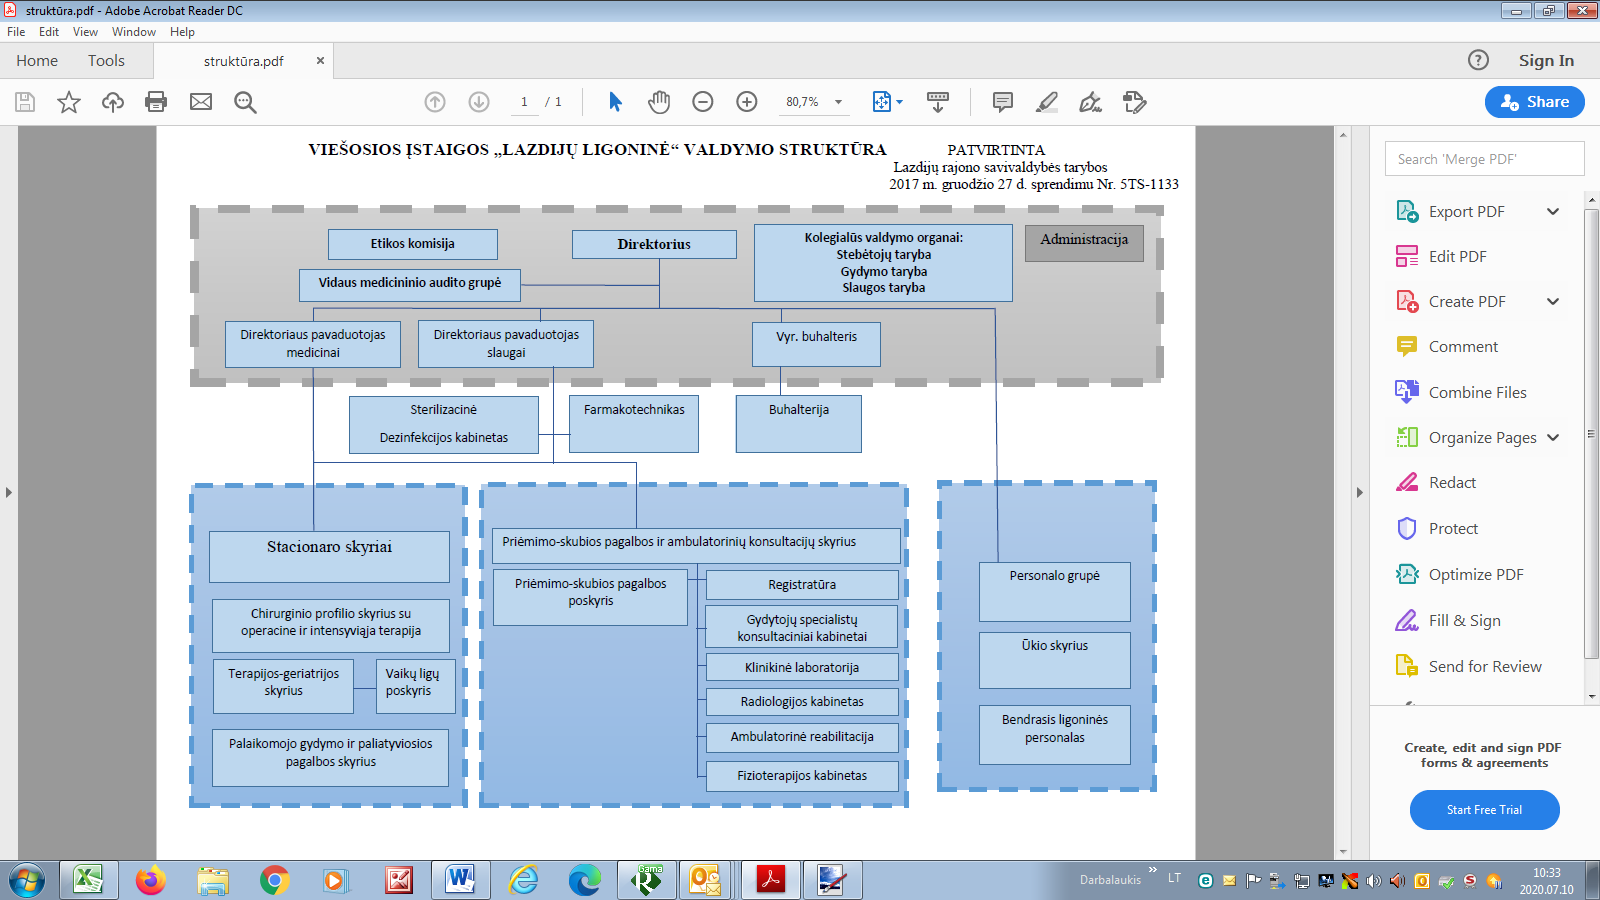 struktūra.pdf - Adobe Acrobat Reader DC
File Edit View Window Help
Home Tools struktūra.pdf × ? Sign In
1 / 1 80,7% Share
VIEŠOSIOS ĮSTAIGOS „LAZDIJŲ LIGONINĖ“ VALDYMO STRUKTŪRA
PATVIRTINTA
Lazdijų rajono savivaldybės tarybos
2017 m. gruodžio 27 d. sprendimu Nr. 5TS-1133
Etikos komisija
Direktorius
Kolegialūs valdymo organai:
Stebėtojų taryba
Gydymo taryba
Slaugos taryba
Administracija
Vidaus medicininio audito grupė
Direktoriaus pavaduotojas
medicinai
Direktoriaus pavaduotojas
slaugai
Vyr. buhalteris
Sterilizacinė
Dezinfekcijos kabinetas
Farmakotechnikas
Buhalterija
Stacionaro skyriai
Chirurginio profilio skyrius su
operacine ir intensyviąja terapija
Terapijos-geriatrijos
skyrius
Vaikų ligų
poskyris
Palaikomojo gydymo ir paliatyviosios
pagalbos skyrius
Priėmimo-skubios pagalbos ir ambulatorinių konsultacijų skyrius
Priėmimo-skubios pagalbos
poskyris
Registratūra
Gydytojų specialistų
konsultaciniai kabinetai
Klinikinė laboratorija
Radiologijos kabinetas
Ambulatorinė reabilitacija
Fizioterapijos kabinetas
Personalo grupė
Ūkio skyrius
Bendrasis ligoninės
personalas
Search 'Merge PDF'
Export PDF
Edit PDF
Create PDF
Comment
Combine Files
Organize Pages
Redact
Protect
Optimize PDF
Fill & Sign
Send for Review
Create, edit and sign PDF
forms & agreements
Start Free Trial
Darbalaukis » LT
10:33
2020.07.10